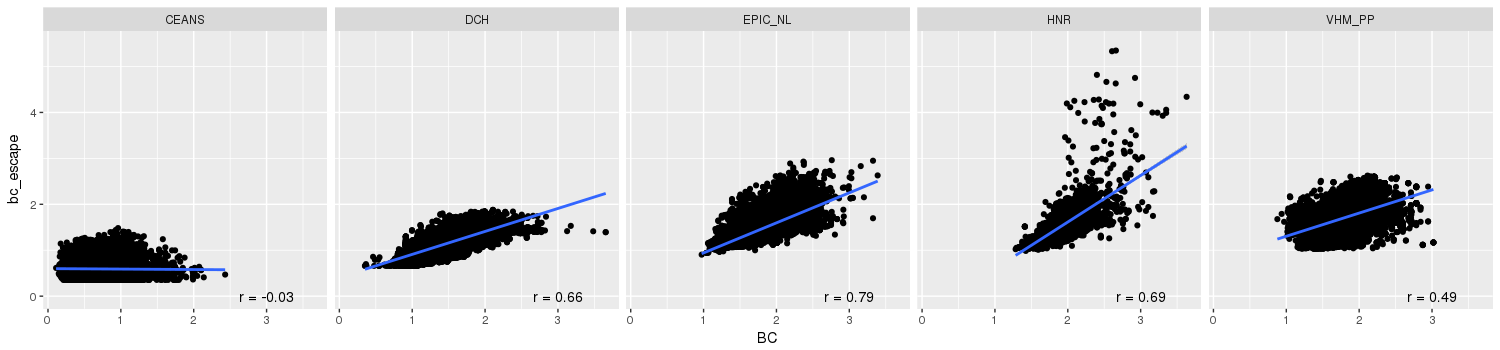 CEANS DCH EPIC_NL HNR VHM_PP
bc_escape
4
2
0
r = -0.03 r = 0.66 r = 0.79 r = 0.69 r = 0.49
0 1 2 3 0 1 2 3 0 1 2 3 0 1 2 3 0 1 2 3
BC